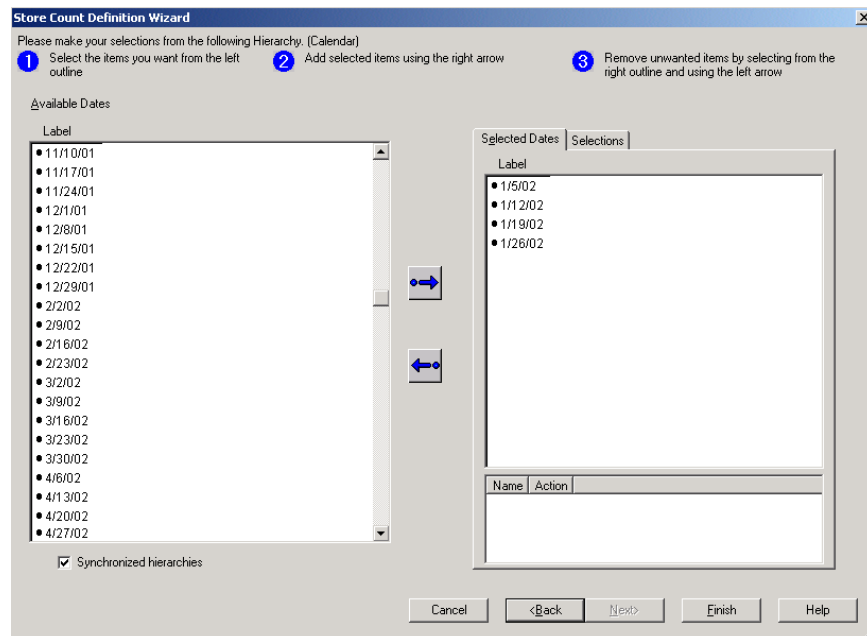 Store Count Definition Wizard
Please make your selections from the following Hierarchy. (Calendar)
1 Select the items you want from the left outline
2 Add selected items using the right arrow
3 Remove unwanted items by selecting from the right outline and using the left arrow
Available Dates
Label
11/10/01
11/17/01
11/24/01
12/1/01
12/8/01
12/15/01
12/22/01
12/29/01
2/2/02
2/9/02
2/16/02
2/23/02
3/2/02
3/9/02
3/16/02
3/23/02
3/30/02
4/6/02
4/13/02
4/20/02
4/27/02
Synchronized hierarchies
Selected Dates Selections
Label
1/5/02
1/12/02
1/19/02
1/26/02
Name Action
Cancel <Back Next> Finish Help